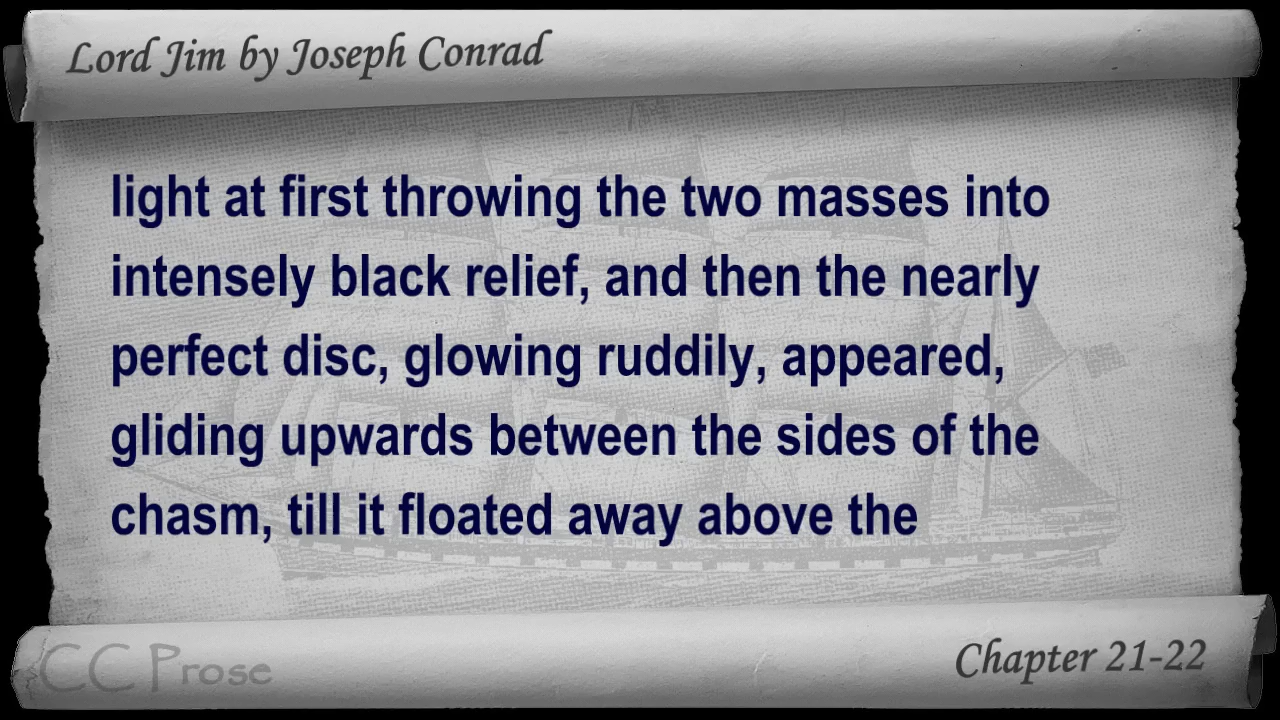 Lord Jim by Joseph Conrad
light at first throwing the two masses into
intensely black relief, and then the nearly
perfect disc, glowing ruddily, appeared,
gliding upwards between the sides of the
chasm, till it floated away above the
CC Prose
Chapter 21-22